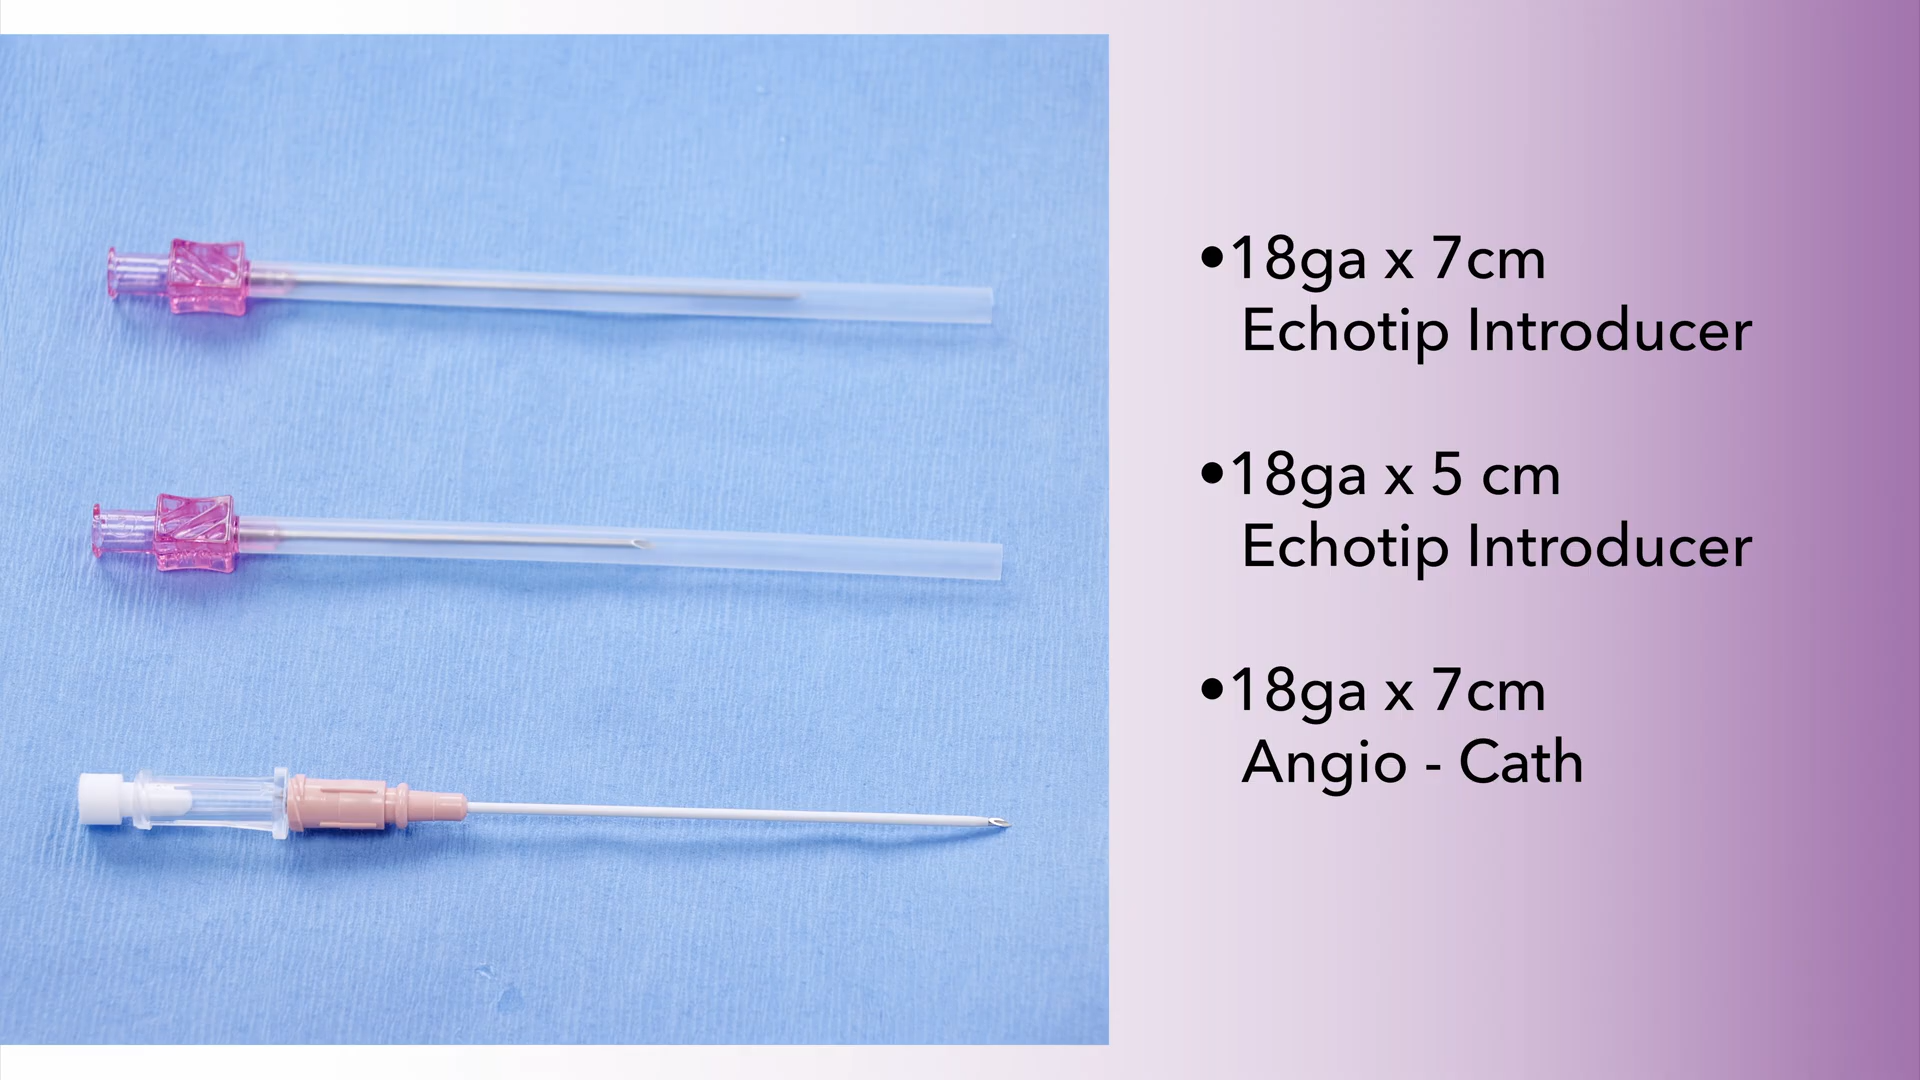 •18ga x 7cm
Echotip Introducer
•18ga x 5 cm
Echotip Introducer
•18ga x 7cm
Angio - Cath